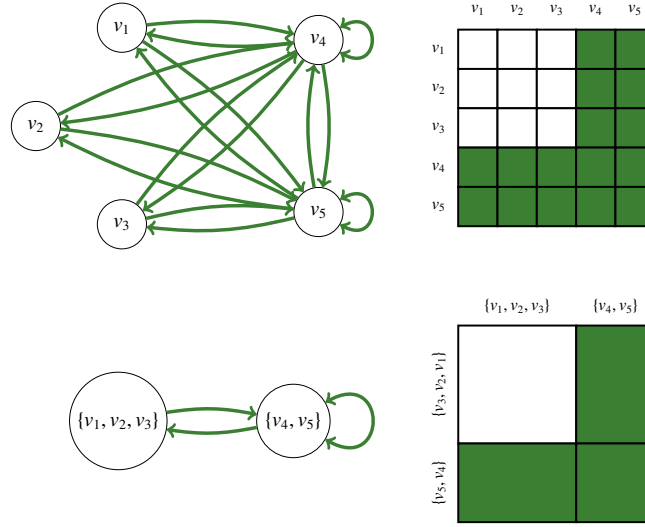 v1 v2 v3 v4 v5
v1
v4
v1
v2
v2
v3
v3
v5
v4
v5
{v1, v2, v3} {v4, v5}
{v3, v2, v1}
{v1, v2, v3} {v4, v5}
{v5, v4}